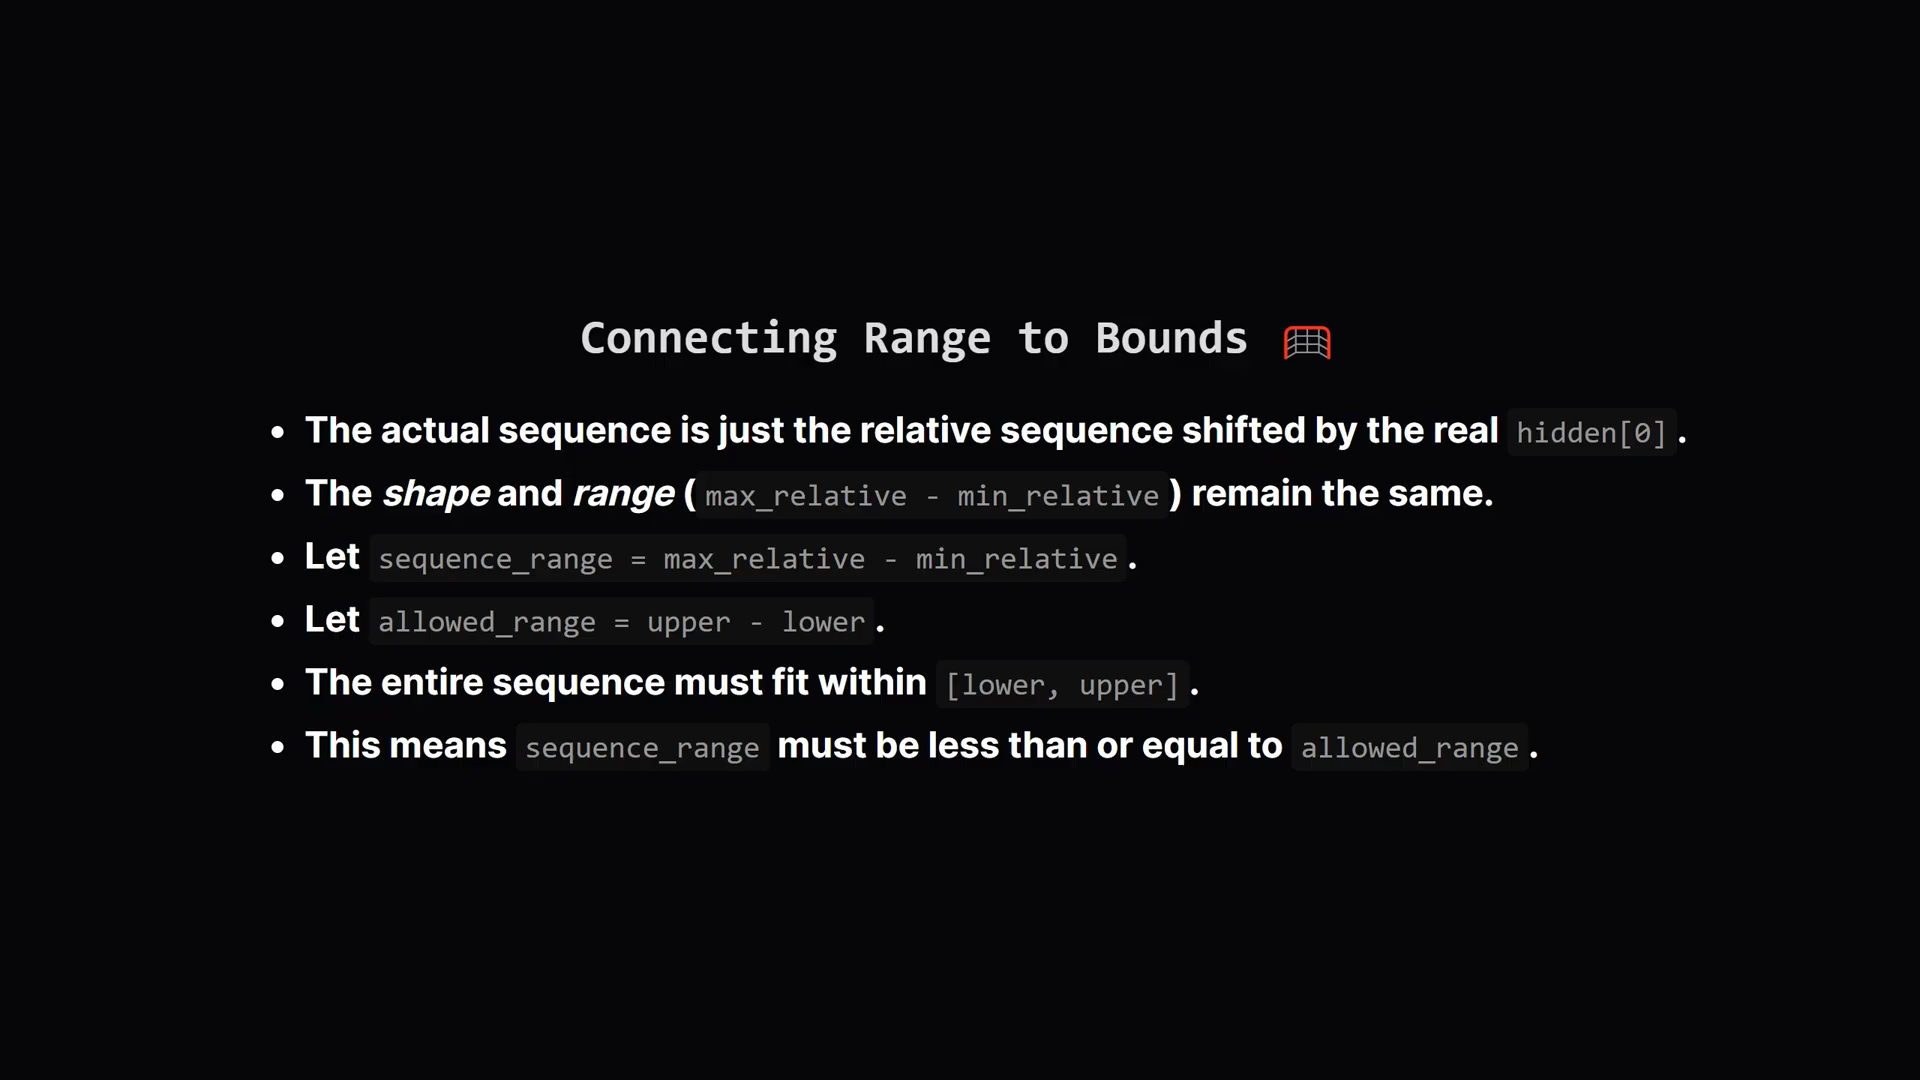 Connecting Range to Bounds 🥅
• The actual sequence is just the relative sequence shifted by the real hidden[0].
• The shape and range (max_relative - min_relative) remain the same.
• Let sequence_range = max_relative - min_relative.
• Let allowed_range = upper - lower.
• The entire sequence must fit within [lower, upper].
• This means sequence_range must be less than or equal to allowed_range.